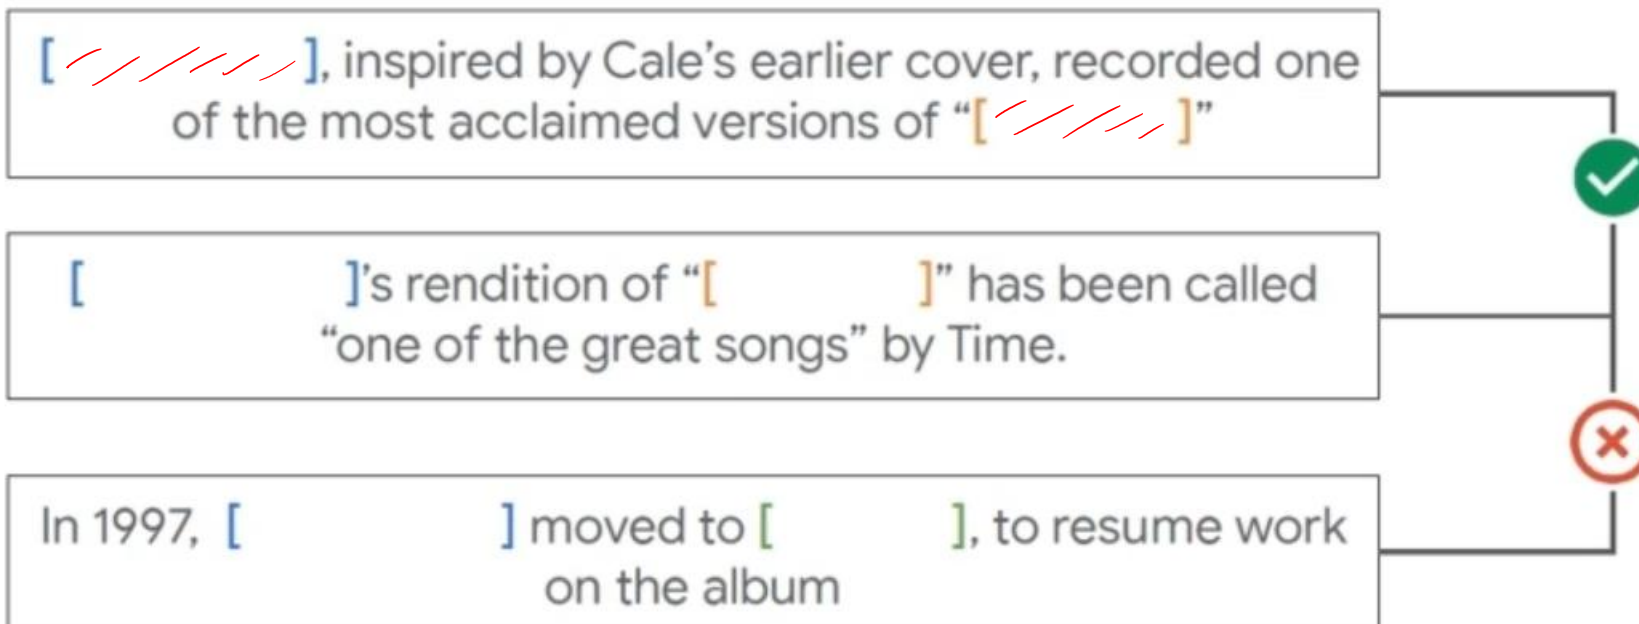 [ ], inspired by Cale's earlier cover, recorded one
of the most acclaimed versions of “[ ]”
[ ]’s rendition of “[ ]” has been called
“one of the great songs” by Time.
In 1997, [ ] moved to [ ], to resume work
on the album